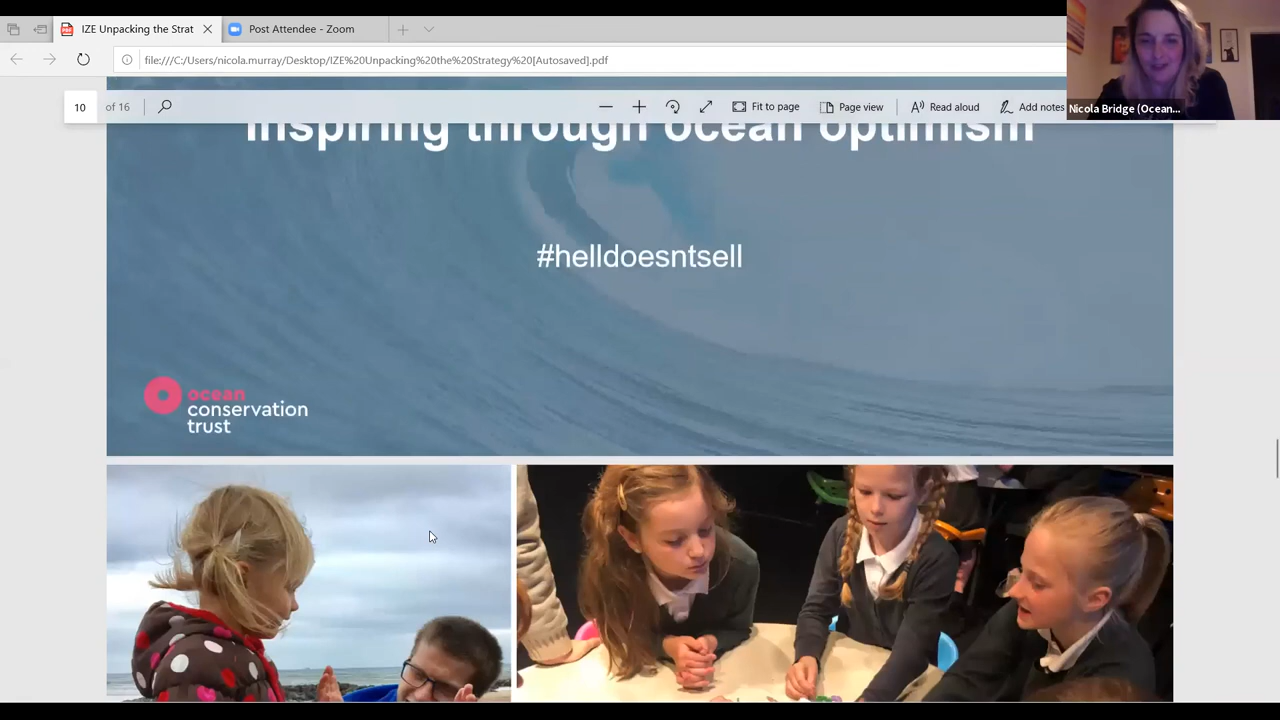 IZE Unpacking the Strat
Post Attendee - Zoom
file:///C:/Users/nicola.murray/Desktop/IZE%20Unpacking%20the%20Strategy%20[Autosaved].pdf
10 of 16
Fit to page
Page view
Read aloud
Add notes
Nicola Bridge (Ocean...
Inspiring through ocean optimism
#helldoesntsell
ocean
conservation
trust